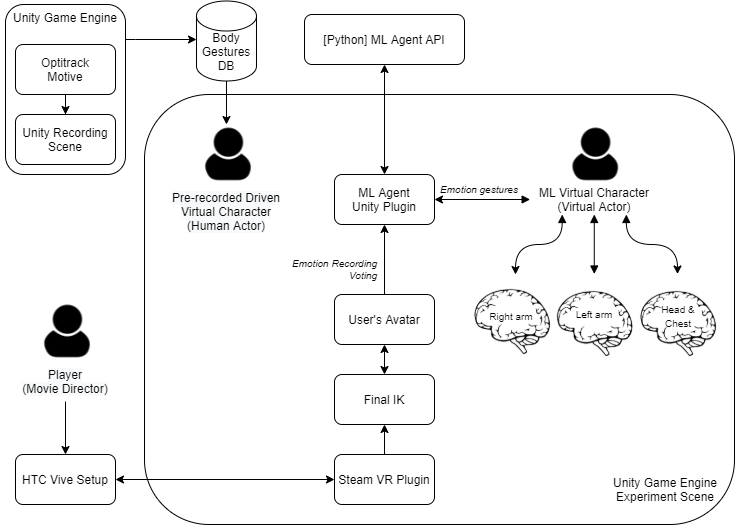 Unity Game Engine
Optitrack
Motive
Unity Recording
Scene
Body
Gestures
DB
[Python] ML Agent API
Pre-recorded Driven
Virtual Character
(Human Actor)
ML Agent
Unity Plugin
Emotion gestures
ML Virtual Character
(Virtual Actor)
Emotion Recording
Voting
Right arm
Left arm
Head &
Chest
User's Avatar
Player
(Movie Director)
Final IK
HTC Vive Setup
Steam VR Plugin
Unity Game Engine
Experiment Scene